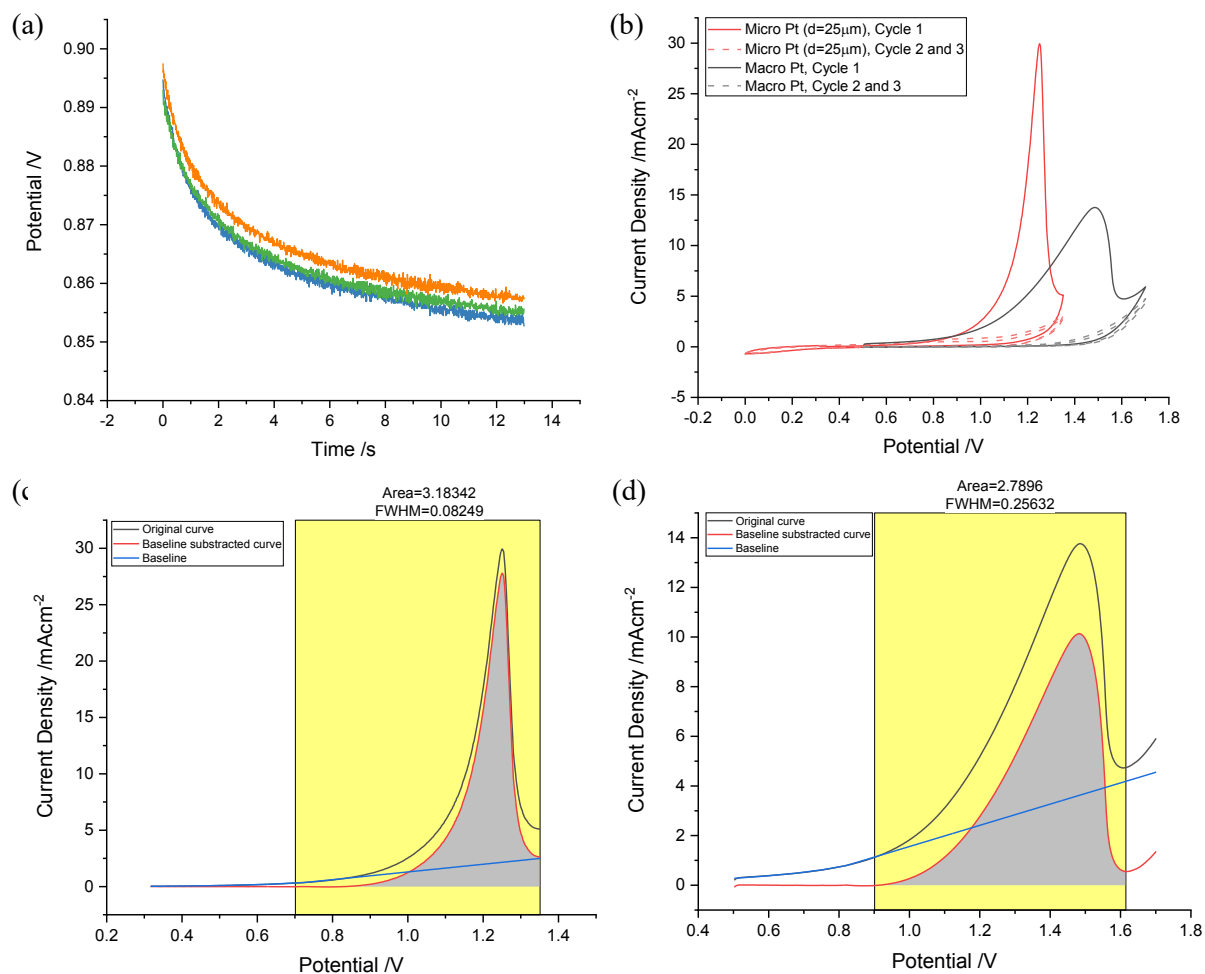 (a)
0.90
0.89
0.88
0.87
0.86
0.85
0.84
Potential /V
-2 0 2 4 6 8 10 12 14
Time /s
(b)
Micro Pt (d=25μm), Cycle 1
Micro Pt (d=25μm), Cycle 2 and 3
Macro Pt, Cycle 1
Macro Pt, Cycle 2 and 3
30
25
20
15
10
5
0
-5
Current Density /mAcm-2
-0.2 0.0 0.2 0.4 0.6 0.8 1.0 1.2 1.4 1.6 1.8
Potential /V
(c
Area=3.18342
FWHM=0.08249
Original curve
Baseline substracted curve
Baseline
30
25
20
15
10
5
0
Current Density /mAcm-2
0.2 0.4 0.6 0.8 1.0 1.2 1.4
Potential /V
(d)
Area=2.7896
FWHM=0.25632
Original curve
Baseline substracted curve
Baseline
14
12
10
8
6
4
2
0
Current Density /mAcm-2
0.4 0.6 0.8 1.0 1.2 1.4 1.6 1.8
Potential /V